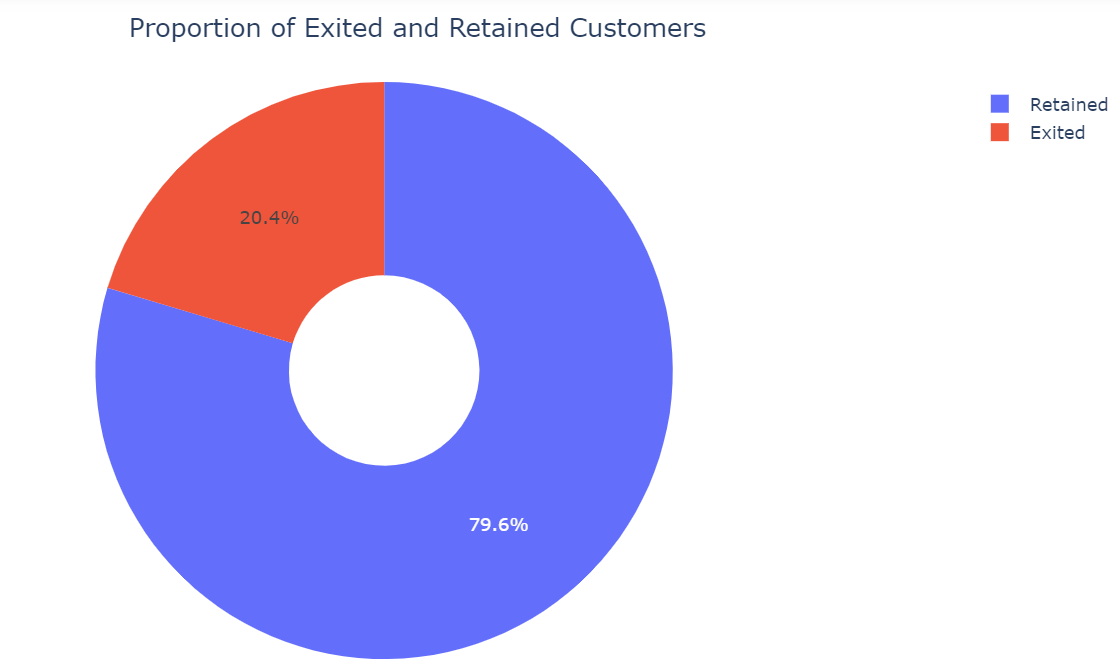 Proportion of Exited and Retained Customers
Retained
Exited
20.4%
79.6%